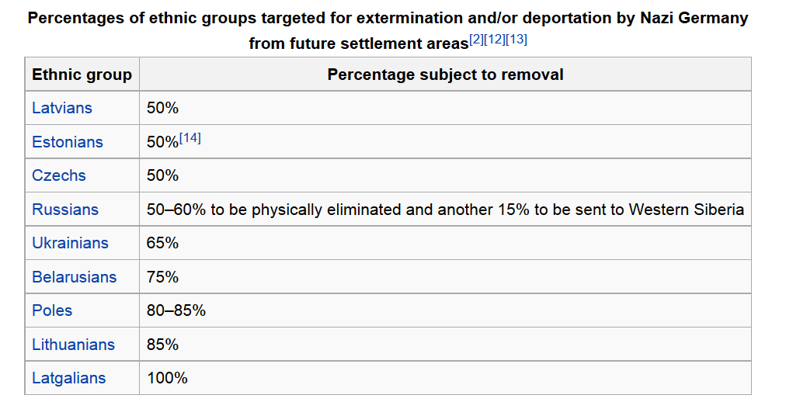 Percentages of ethnic groups targeted for extermination and/or deportation by Nazi Germany
from future settlement areas[2][12][13]
Ethnic group Percentage subject to removal
Latvians 50%
Estonians 50%[14]
Czechs 50%
Russians 50–60% to be physically eliminated and another 15% to be sent to Western Siberia
Ukrainians 65%
Belarusians 75%
Poles 80–85%
Lithuanians 85%
Latgalians 100%